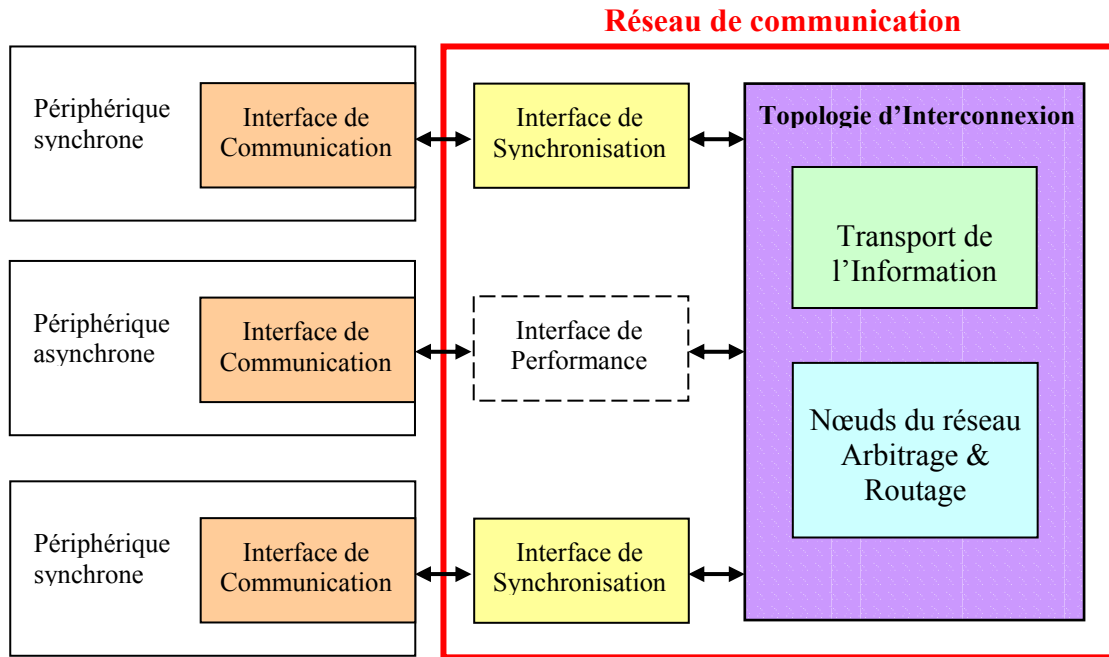 Réseau de communication
Périphérique
synchrone
Interface de
Communication
Interface de
Synchronisation
Topologie d’Interconnexion
Transport de
l’Information
Périphérique
asynchrone
Interface de
Communication
Interface de
Performance
Nœuds du réseau
Arbitrage &
Routage
Périphérique
synchrone
Interface de
Communication
Interface de
Synchronisation